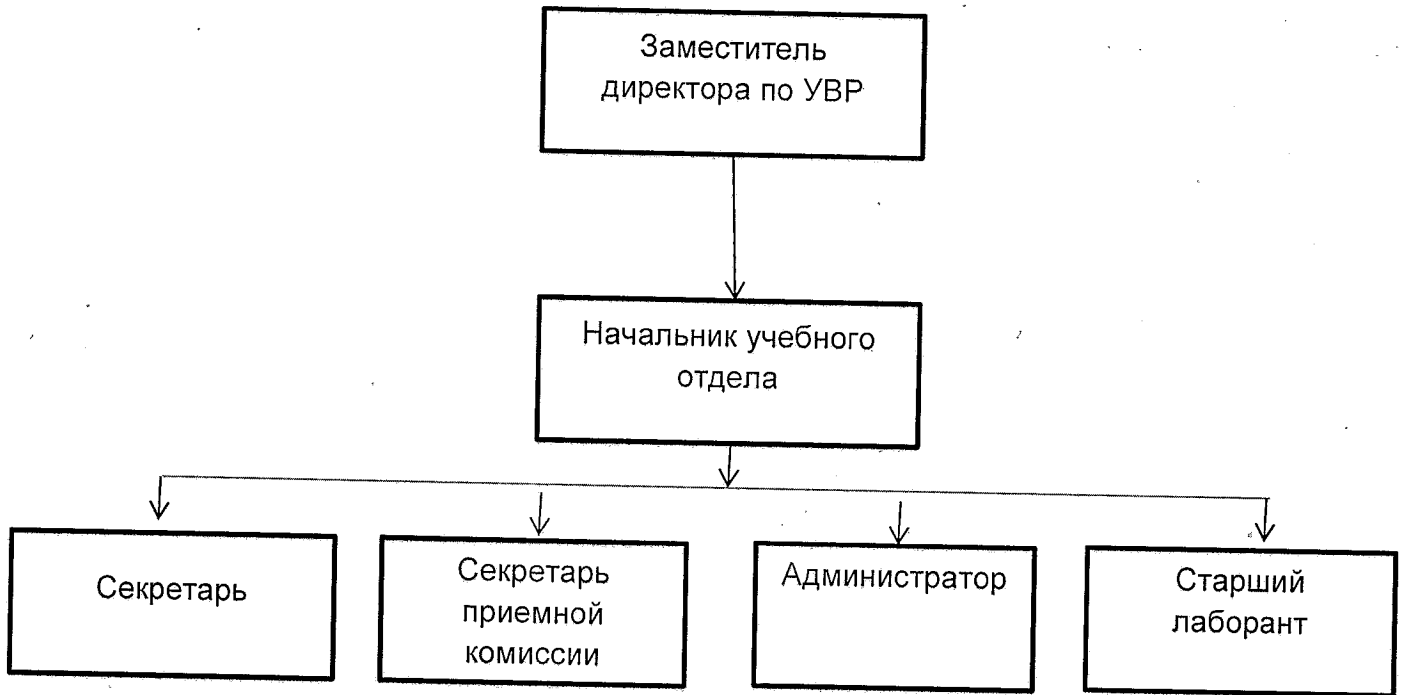 Заместитель
директора по УВР
Начальник учебного
отдела
Секретарь
Секретарь
приемной
комиссии
Администратор
Старший
лаборант